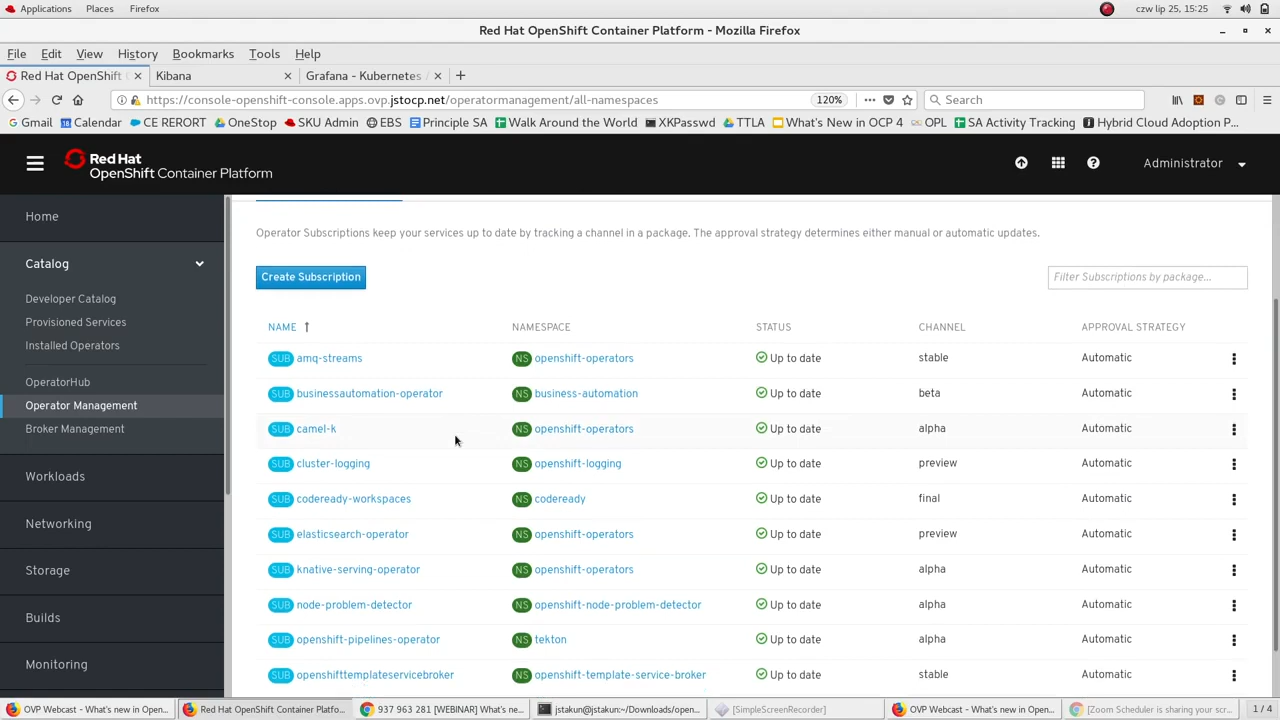 Applications Places Firefox czw lip 25, 15:25
Red Hat OpenShift Container Platform - Mozilla Firefox
File Edit View History Bookmarks Tools Help
Red Hat OpenShift Kibana Grafana - Kubernetes /
https://console-openshift-console.apps.ovp.jstocp.net/operatormanagement/all-namespaces 120% Search
Gmail Calendar CE RERORT OneStop SKU Admin EBS Principle SA Walk Around the World XKPasswd TTLA What's New in OCP 4 OPL SA Activity Tracking Hybrid Cloud Adoption P...
Red Hat
OpenShift Container Platform
Administrator
Home
Catalog
Developer Catalog
Provisioned Services
Installed Operators
OperatorHub
Operator Management
Broker Management
Workloads
Networking
Storage
Builds
Monitoring
Operator Subscriptions keep your services up to date by tracking a channel in a package. The approval strategy determines either manual or automatic updates.
Create Subscription Filter Subscriptions by package...
NAME NAMESPACE STATUS CHANNEL APPROVAL STRATEGY
SUB amq-streams NS openshift-operators Up to date stable Automatic
SUB businessautomation-operator NS business-automation Up to date beta Automatic
SUB camel-k NS openshift-operators Up to date alpha Automatic
SUB cluster-logging NS openshift-logging Up to date preview Automatic
SUB codeready-workspaces NS codeready Up to date final Automatic
SUB elasticsearch-operator NS openshift-operators Up to date preview Automatic
SUB knative-serving-operator NS openshift-operators Up to date alpha Automatic
SUB node-problem-detector NS openshift-node-problem-detector Up to date alpha Automatic
SUB openshift-pipelines-operator NS tekton Up to date alpha Automatic
SUB openshifttemplateservicebroker NS openshift-template-service-broker Up to date stable Automatic
OVP Webcast - What's new in Open... Red Hat OpenShift Container Platfo... 937 963 281 [WEBINAR] What's ne... jstakun@jstakun:~/Downloads/open... [SimpleScreenRecorder] OVP Webcast - What's new in Open... [Zoom Scheduler is sharing your scr... 1 / 4